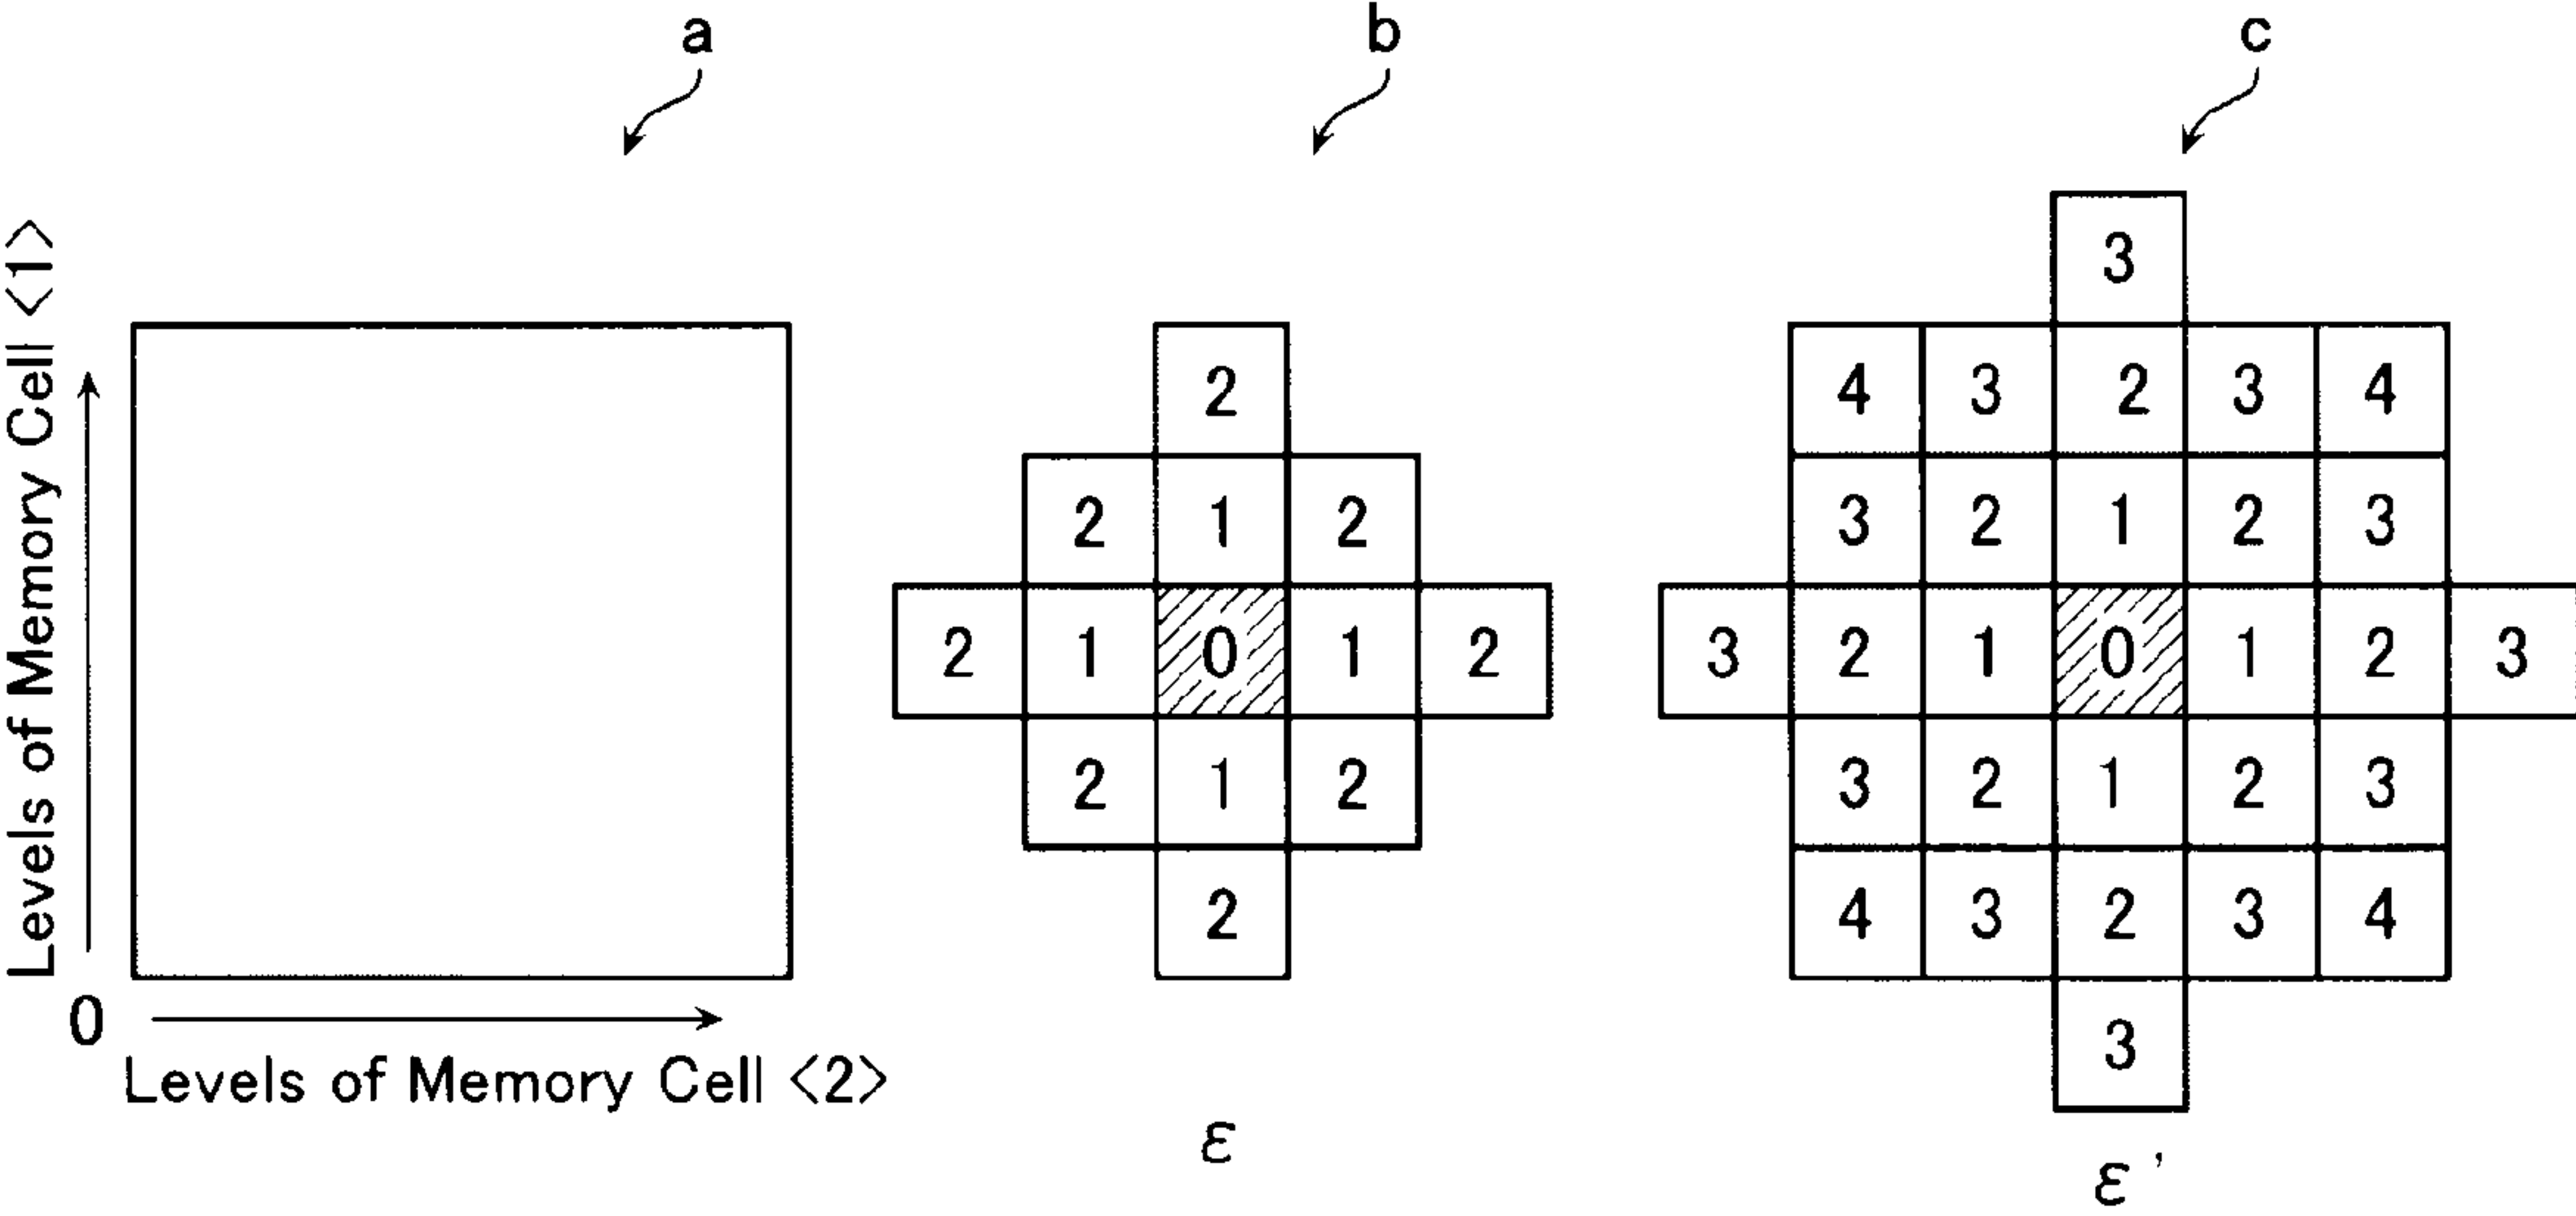 a b c
3
4 3 2 3 4
2
3 2 1 2 3
2 1 2
3 2 1 0 1 2 3
2 1 0 1 2
3 2 1 2 3
2 1 2
4 3 2 3 4
2
3
Levels of Memory Cell <1>
0
Levels of Memory Cell <2>
ε
ε'